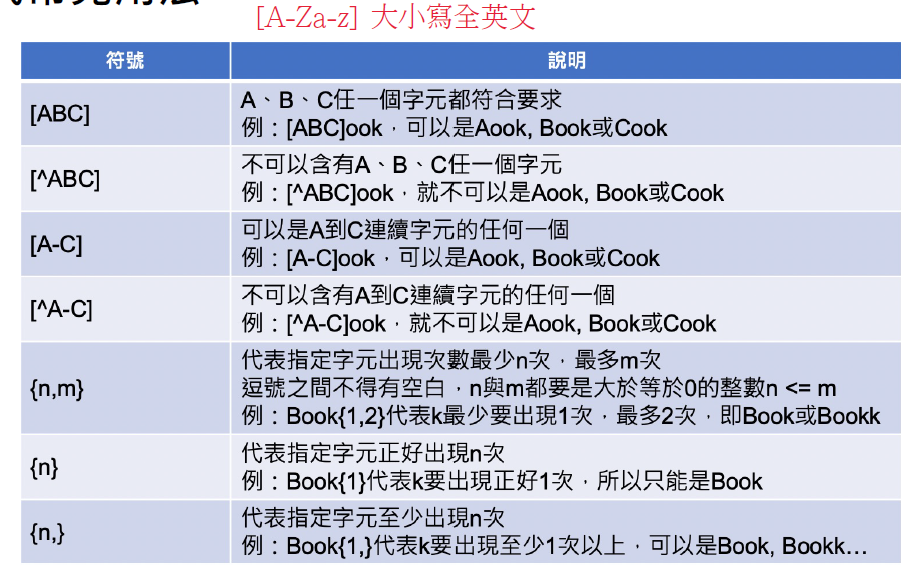 [A-Za-z] 大小寫全英文
符號 說明
[ABC]
A、B、C任一個字元都符合要求
例：[ABC]ook，可以是Aook, Book或Cook
[^ABC]
不可以含有A、B、C任一個字元
例：[^ABC]ook，就不可以是Aook, Book或Cook
[A-C]
可以是A到C連續字元的任何一個
例：[A-C]ook，可以是Aook, Book或Cook
[^A-C]
不可以含有A到C連續字元的任何一個
例：[^A-C]ook，就不可以是Aook, Book或Cook
{n,m}
代表指定字元出現次數最少n次，最多m次
逗號之間不得有空白，n與m都要是大於等於0的整數n <= m
例：Book{1,2}代表k最少要出現1次，最多2次，即Book或Bookk
{n}
代表指定字元正好出現n次
例：Book{1}代表k要出現正好1次，所以只能是Book
{n,}
代表指定字元至少出現n次
例：Book{1,}代表k要出現至少1次以上，可以是Book, Bookk…